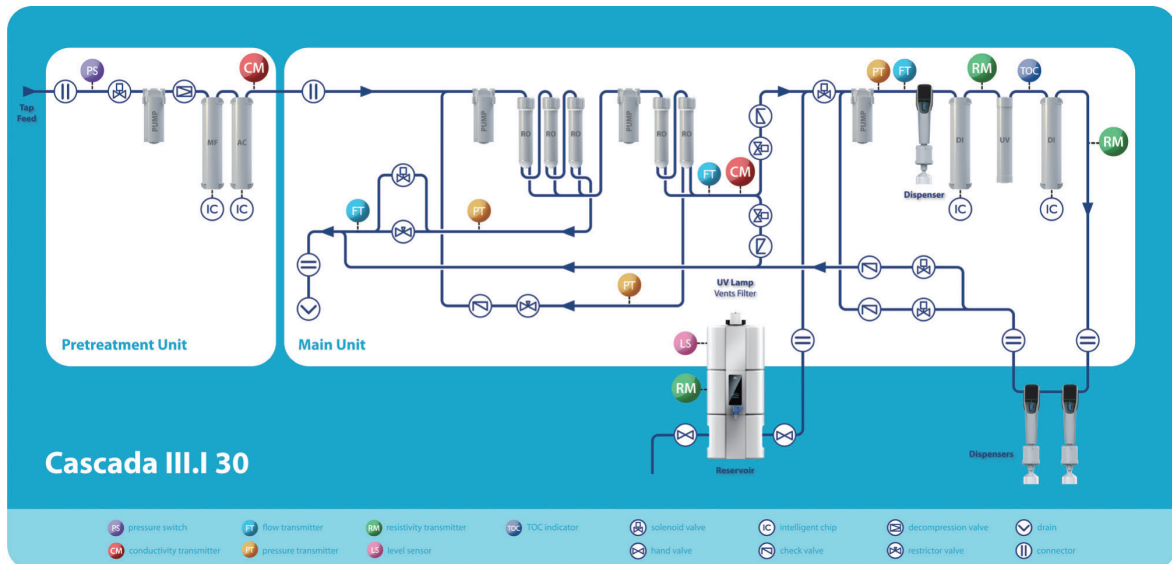 PS
CM
Tap
Feed
PUMP
MF
AC
IC
IC
Pretreatment Unit
PUMP
RO
RO
RO
PUMP
RO
RO
FT
CM
FT
PT
PT
PT
FT
RM
TOC
PUMP
DI
UV
DI
RM
Dispenser
IC
IC
Main Unit
UV Lamp
Vents Filter
LS
RM
Reservoir
Dispensers
Cascada III.I 30
PS pressure switch
FT flow transmitter
RM resistivity transmitter
TOC TOC indicator
solenoid valve
IC intelligent chip
decompression valve
drain
CM conductivity transmitter
PT pressure transmitter
LS level sensor
hand valve
check valve
restrictor valve
connector